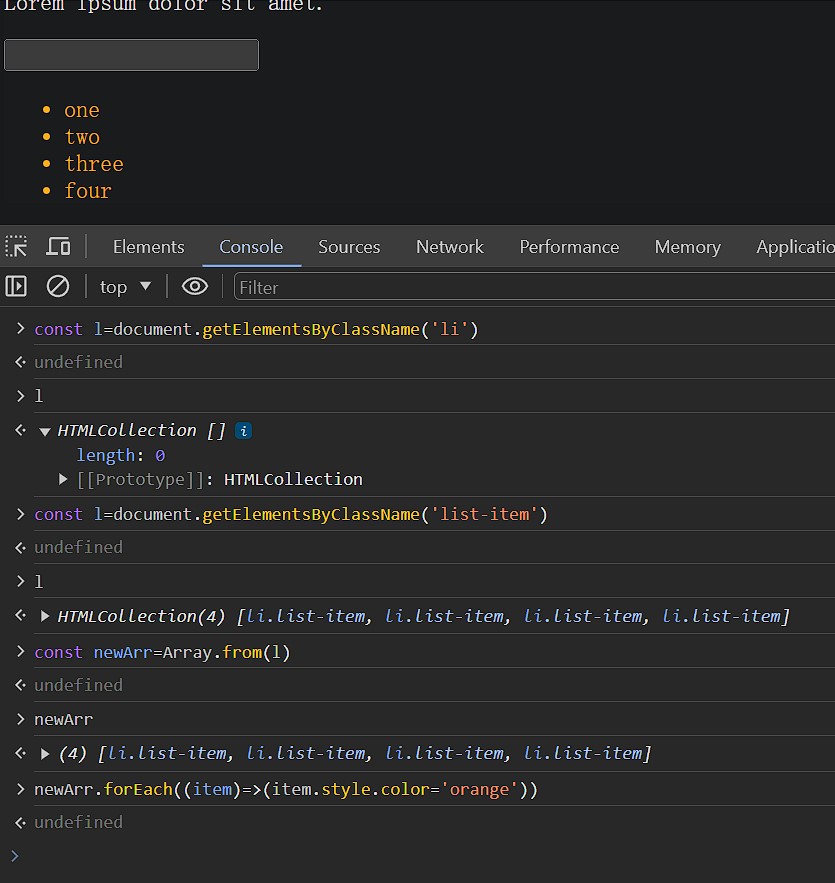 Lorem ipsum dolor sit amet.
one
two
three
four
Elements Console Sources Network Performance Memory Applicatio
top Filter
const l=document.getElementsByClassName('li')
undefined
l
HTMLCollection [] i
length: 0
[[Prototype]]: HTMLCollection
const l=document.getElementsByClassName('list-item')
undefined
l
HTMLCollection(4) [li.list-item, li.list-item, li.list-item, li.list-item]
const newArr=Array.from(l)
undefined
newArr
(4) [li.list-item, li.list-item, li.list-item, li.list-item]
newArr.forEach((item)=>(item.style.color='orange'))
undefined